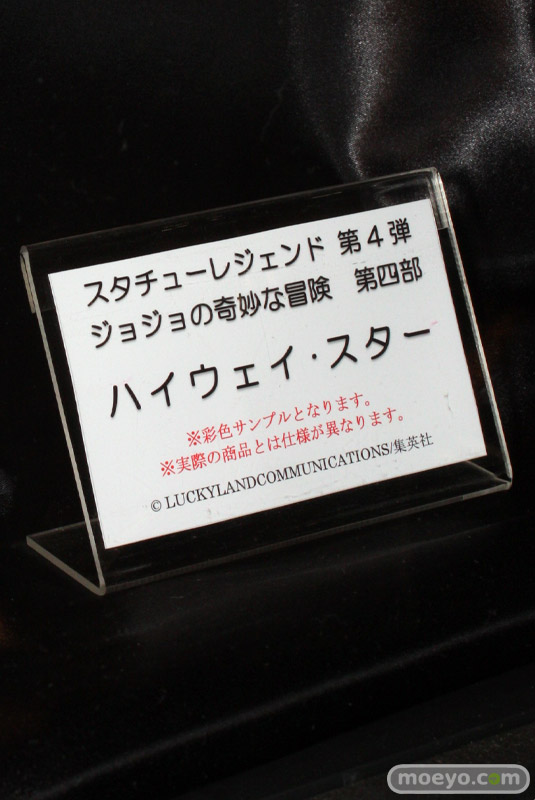 スタチューレジェンド 第4弾
ジョジョの奇妙な冒険　第四部
ハイウェイ・スター
※彩色サンプルとなります。
※実際の商品とは仕様が異なります。
© LUCKYLANDCOMMUNICATIONS/集英社
moeyo.com